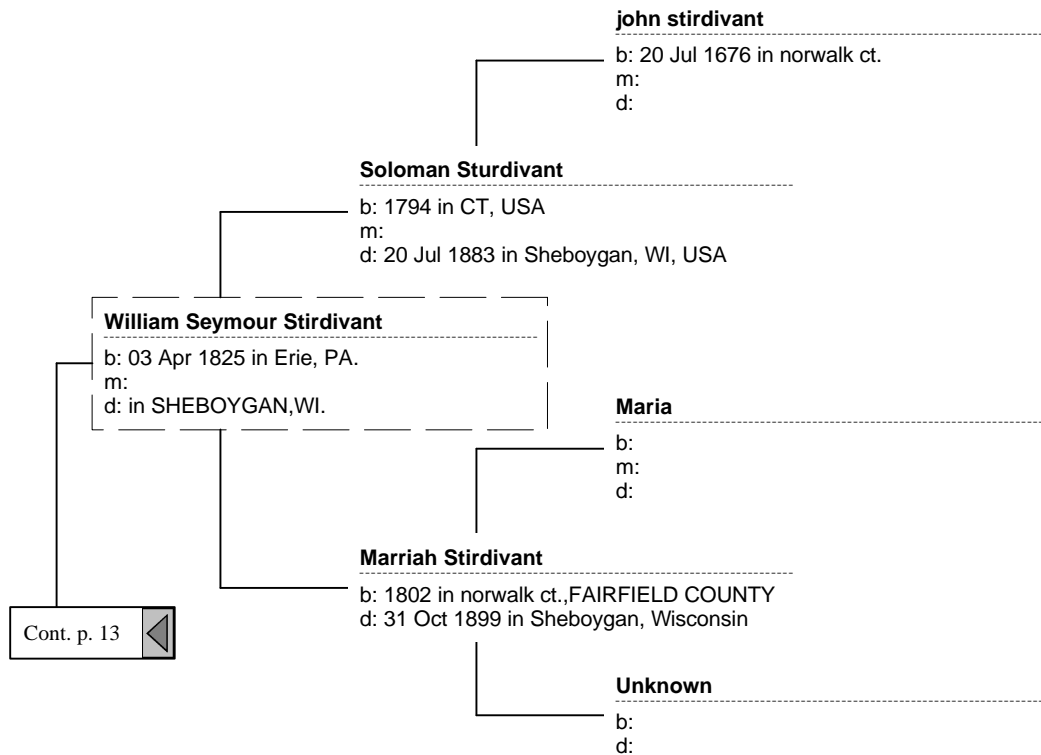 john stirdivant
b: 20 Jul 1676 in norwalk ct.
m:
d:
Soloman Sturdivant
b: 1794 in CT, USA
m:
d: 20 Jul 1883 in Sheboygan, WI, USA
William Seymour Stirdivant
b: 03 Apr 1825 in Erie, PA.
m:
d: in SHEBOYGAN,WI.
Maria
b:
m:
d:
Marriah Stirdivant
b: 1802 in norwalk ct.,FAIRFIELD COUNTY
d: 31 Oct 1899 in Sheboygan, Wisconsin
Cont. p. 13
Unknown
b:
d: